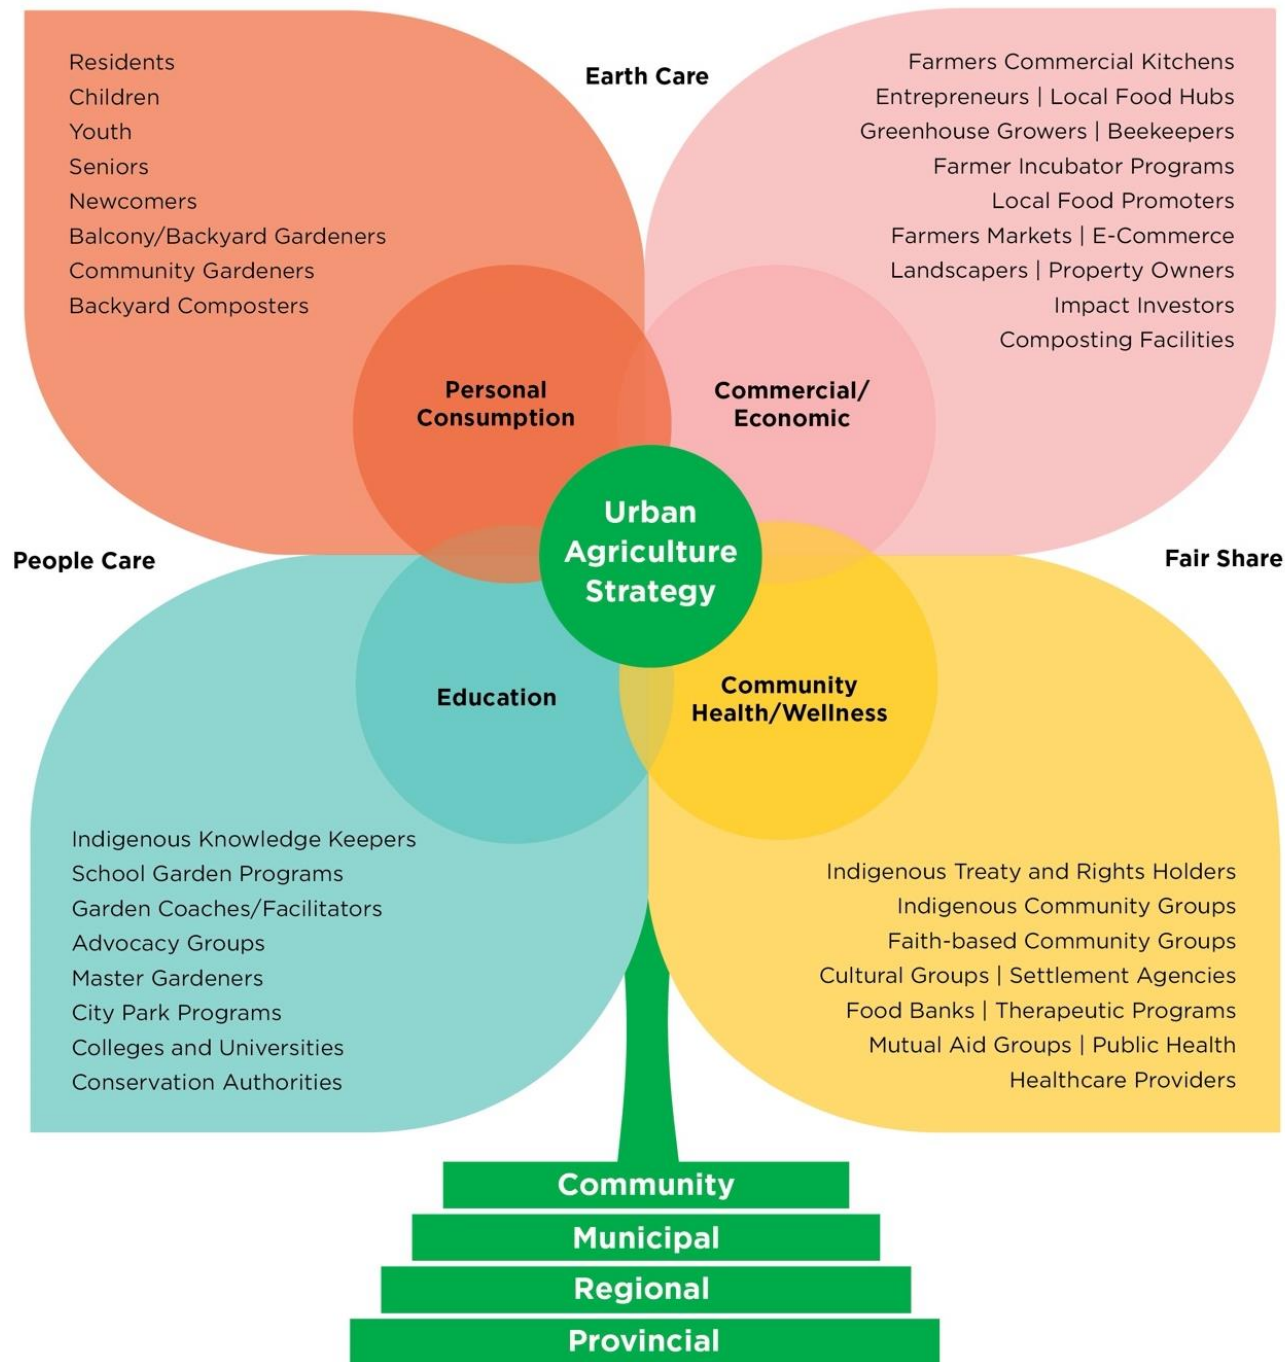 Earth Care
Residents
Children
Youth
Seniors
Newcomers
Balcony/Backyard Gardeners
Community Gardeners
Backyard Composters
Personal
Consumption
Farmers Commercial Kitchens
Entrepreneurs | Local Food Hubs
Greenhouse Growers | Beekeepers
Farmer Incubator Programs
Local Food Promoters
Farmers Markets | E-Commerce
Landscapers | Property Owners
Impact Investors
Composting Facilities
Commercial/
Economic
People Care
Urban
Agriculture
Strategy
Fair Share
Education
Indigenous Knowledge Keepers
School Garden Programs
Garden Coaches/Facilitators
Advocacy Groups
Master Gardeners
City Park Programs
Colleges and Universities
Conservation Authorities
Community
Health/Wellness
Indigenous Treaty and Rights Holders
Indigenous Community Groups
Faith-based Community Groups
Cultural Groups | Settlement Agencies
Food Banks | Therapeutic Programs
Mutual Aid Groups | Public Health
Healthcare Providers
Community
Municipal
Regional
Provincial